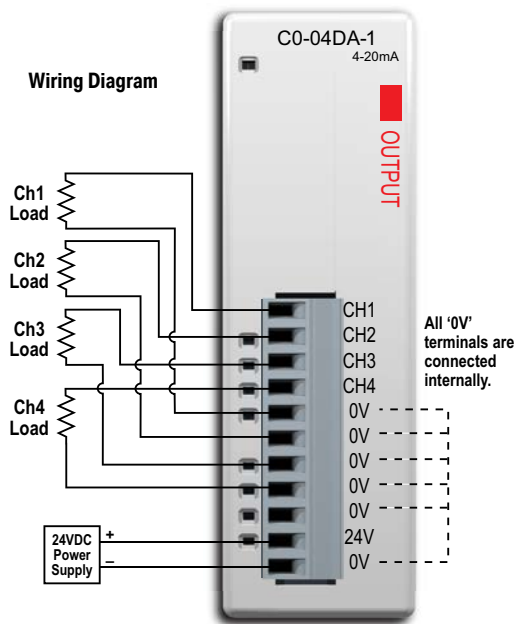 C0-04DA-1
4-20mA
Wiring Diagram
OUTPUT
Ch1
Load
Ch2
Load
Ch3
Load
Ch4
Load
CH1
CH2
CH3
CH4
0V
0V
0V
0V
0V
24V
0V
All ‘0V’
terminals are
connected
internally.
24VDC
Power
Supply
+
–